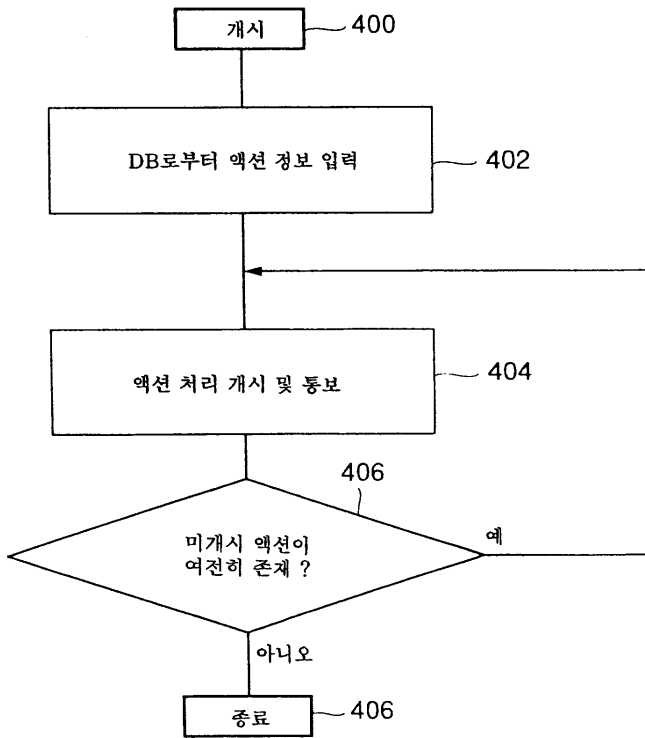 개시
400
DB로부터 액션 정보 입력
402
액션 처리 개시 및 통보
404
406
미개시 액션이
여전히 존재 ?
예
아니오
종료
406